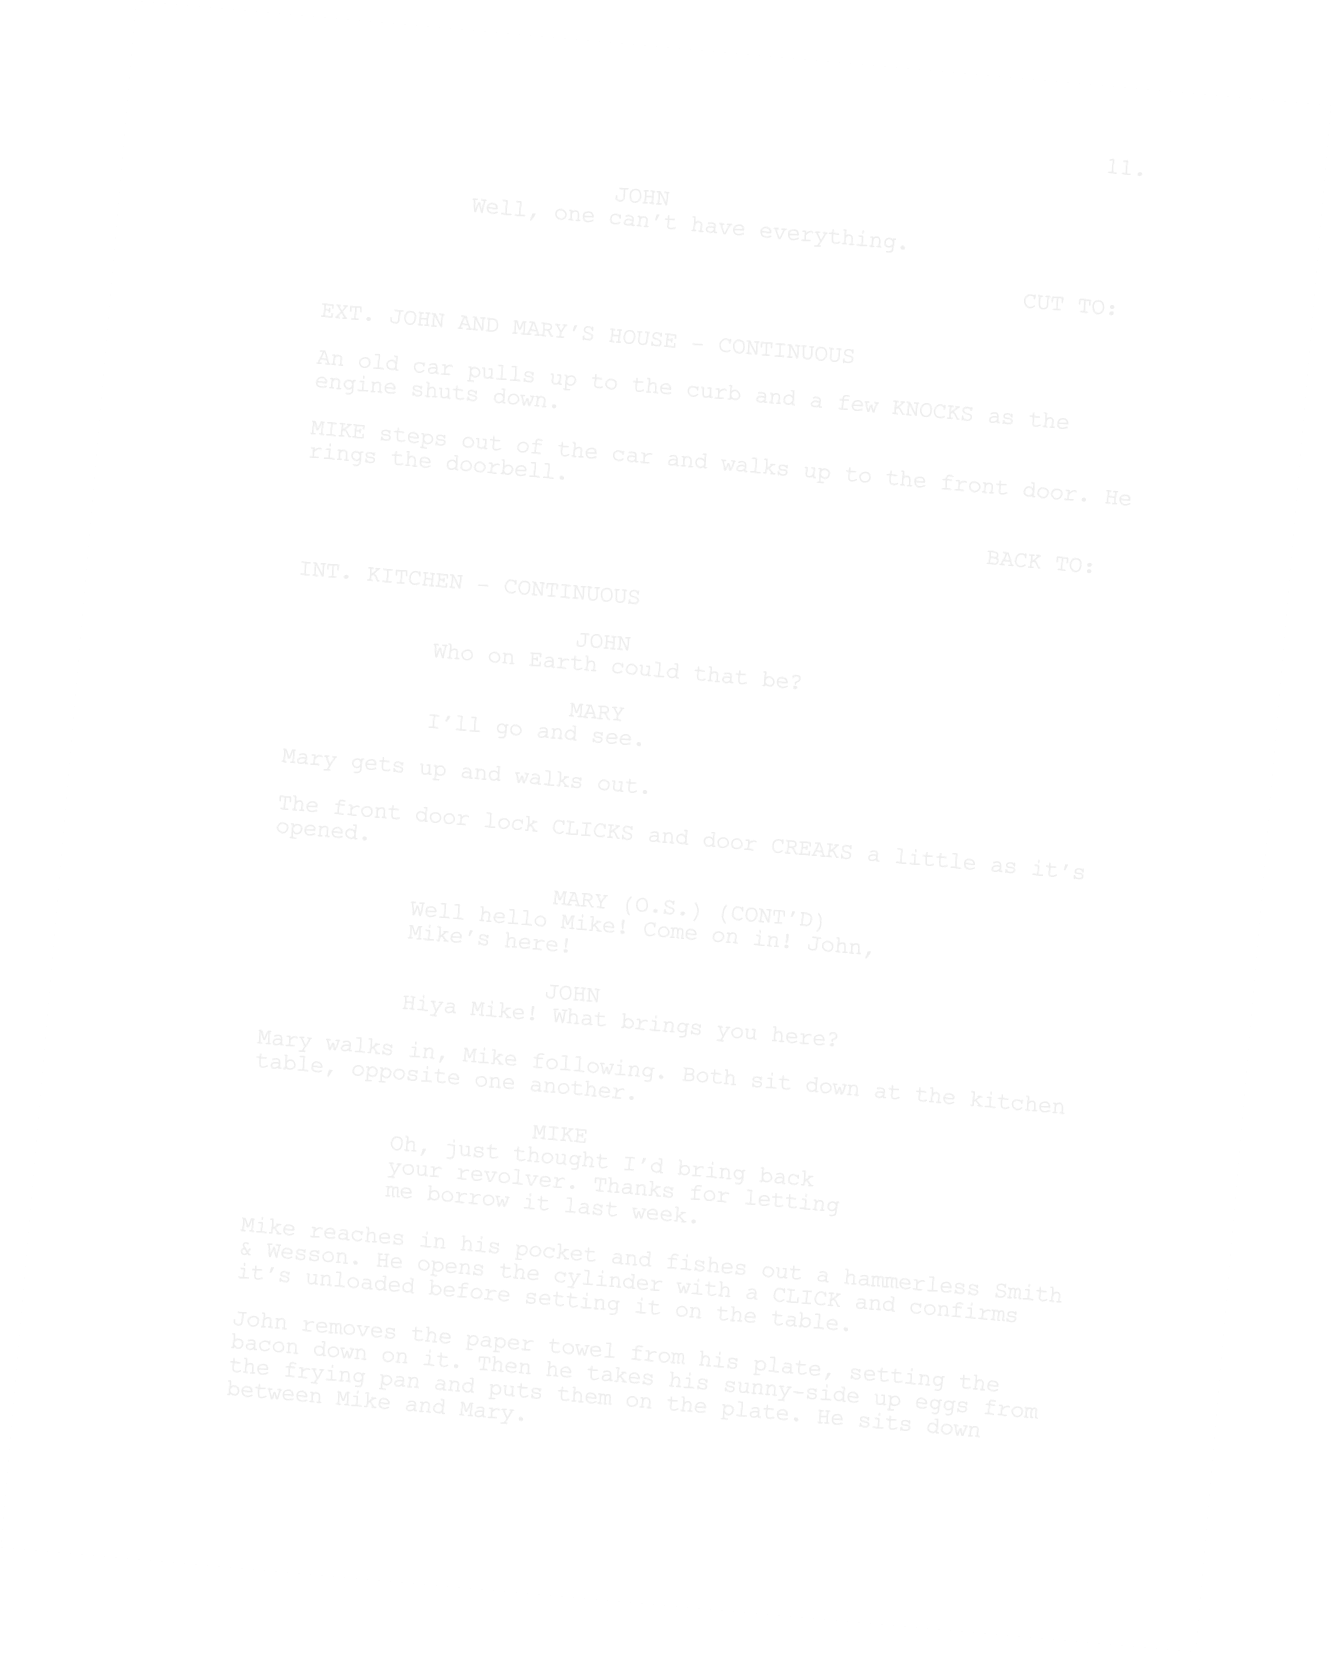 11.
JOHN
Well, one can't have everything.
CUT TO:
EXT. JOHN AND MARY'S HOUSE - CONTINUOUS
An old car pulls up to the curb and a few KNOCKS as the
engine shuts down.
MIKE steps out of the car and walks up to the front door. He
rings the doorbell.
BACK TO:
INT. KITCHEN - CONTINUOUS
JOHN
Who on Earth could that be?
MARY
I'll go and see.
Mary gets up and walks out.
The front door lock CLICKS and door CREAKS a little as it's
opened.
MARY (O.S.) (CONT'D)
Well hello Mike! Come on in! John,
Mike's here!
JOHN
Hiya Mike! What brings you here?
Mary walks in, Mike following. Both sit down at the kitchen
table, opposite one another.
MIKE
Oh, just thought I'd bring back
your revolver. Thanks for letting
me borrow it last week.
Mike reaches in his pocket and fishes out a hammerless Smith
& Wesson. He opens the cylinder with a CLICK and confirms
it's unloaded before setting it on the table.
John removes the paper towel from his plate, setting the
bacon down on it. Then he takes his sunny-side up eggs from
the frying pan and puts them on the plate. He sits down
between Mike and Mary.